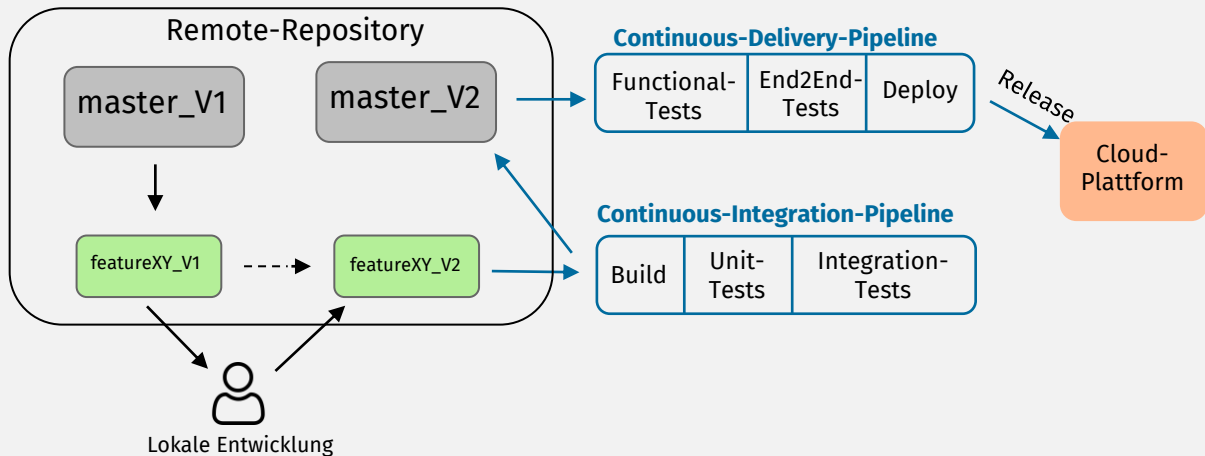 Remote-Repository
master_V1
master_V2
featureXY_V1
featureXY_V2
Lokale Entwicklung
Continuous-Delivery-Pipeline
Functional-
Tests
End2End-
Tests
Deploy
Release
Cloud-
Plattform
Continuous-Integration-Pipeline
Build
Unit-
Tests
Integration-
Tests